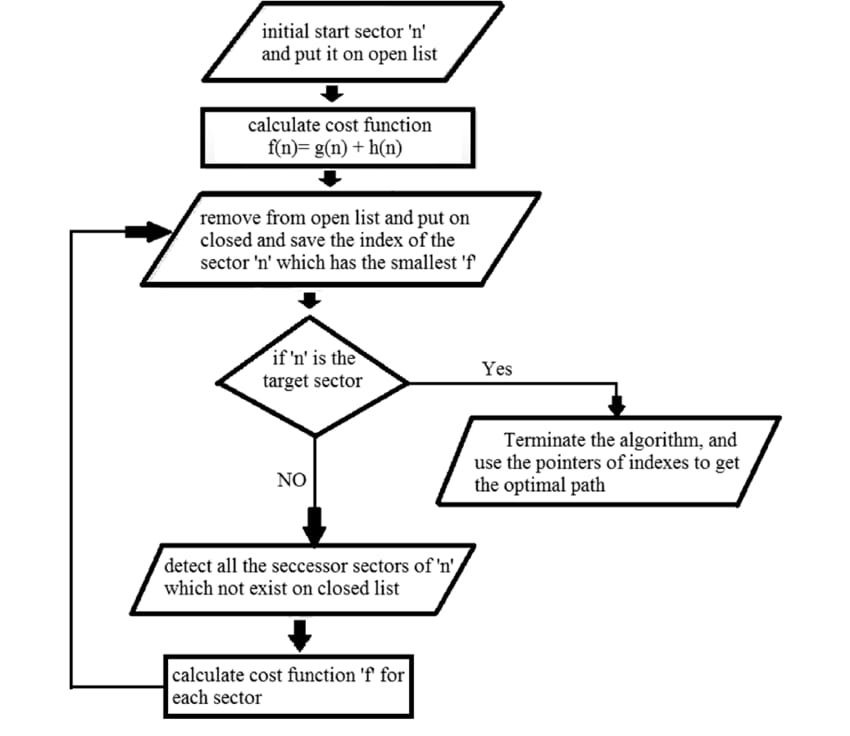 initial start sector 'n'
and put it on open list
calculate cost function
f(n)= g(n) + h(n)
remove from open list and put on
closed and save the index of the
sector 'n' which has the smallest 'f'
if 'n' is the
target sector
Yes
Terminate the algorithm, and
use the pointers of indexes to get
the optimal path
NO
detect all the seccessor sectors of 'n'
which not exist on closed list
calculate cost function 'f' for
each sector